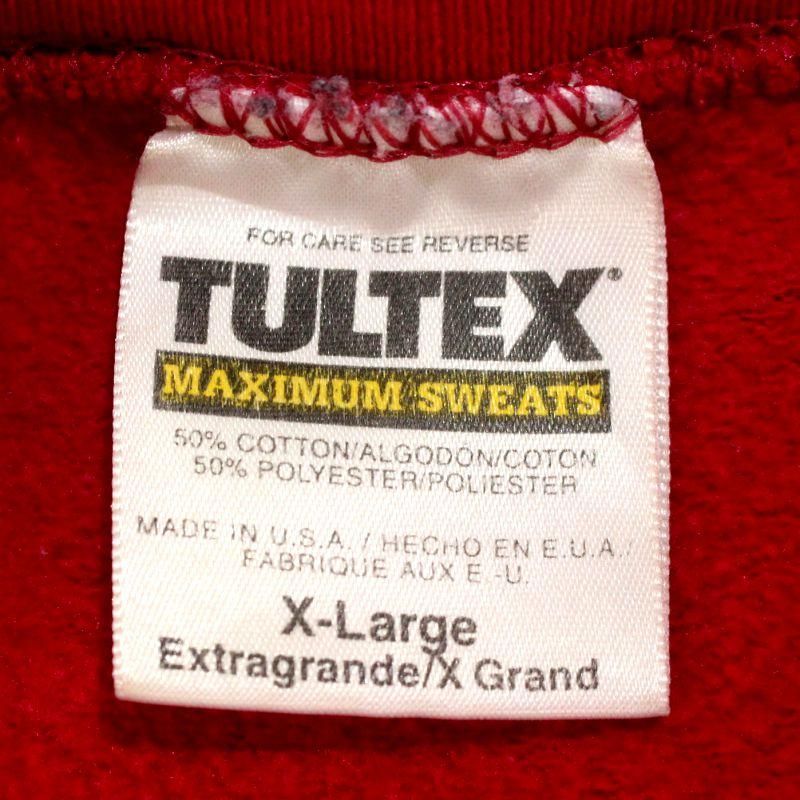 FOR CARE SEE REVERSE
TULTEX®
MAXIMUM SWEATS
50% COTTON/ALGODÓN/COTON
50% POLYESTER/POLIESTER
MADE IN U.S.A. / HECHO EN E.U.A./
FABRIQUE AUX E.-U.
X-Large
Extragrande/X Grand